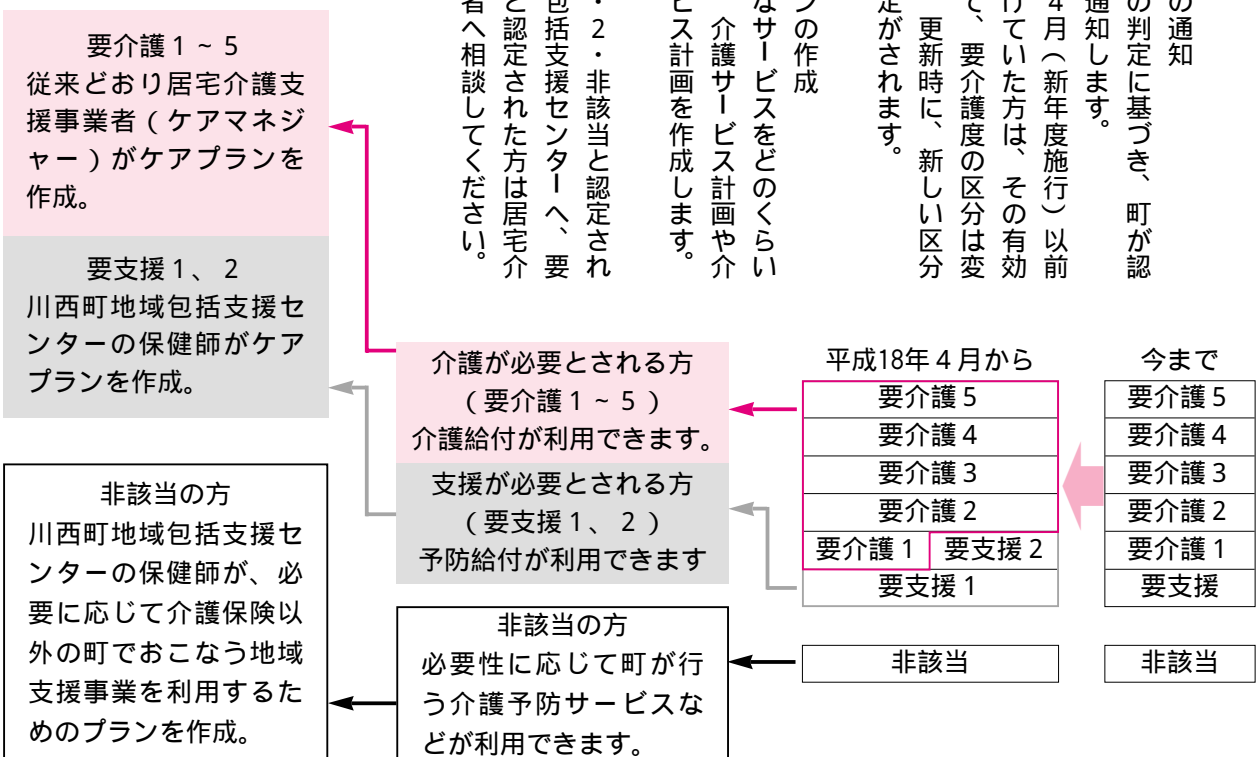 の通知
の判定に基づき、町が認
通知します。
4月（新年度施行）以前
けていた方は、その有効
て、要介護度の区分は変
更新時に、新しい区分
定がされます。
の作成
なサービスをどのくらい
介護サービス計画や介
ビス計画を作成します。
・2・非該当と認定され
包括支援センターへ、要
と認定された方は居宅介
者へ相談してください。
今まで
要介護5
要介護4
要介護3
要介護2
要介護1
要支援
非該当
平成18年4月から
要介護5
要介護4
要介護3
要介護2
要介護1 要支援2
要支援1
非該当
介護が必要とされる方
（要介護1～5）
介護給付が利用できます。
支援が必要とされる方
（要支援1、2）
予防給付が利用できます
非該当の方
必要性に応じて町が行
う介護予防サービスな
どが利用できます。
要介護1～5
従来どおり居宅介護支
援事業者（ケアマネジ
ャー）がケアプランを
作成。
要支援1、2
川西町地域包括支援セ
ンターの保健師がケア
プランを作成。
非該当の方
川西町地域包括支援セ
ンターの保健師が、必
要に応じて介護保険以
外の町でおこなう地域
支援事業を利用するた
めのプランを作成。